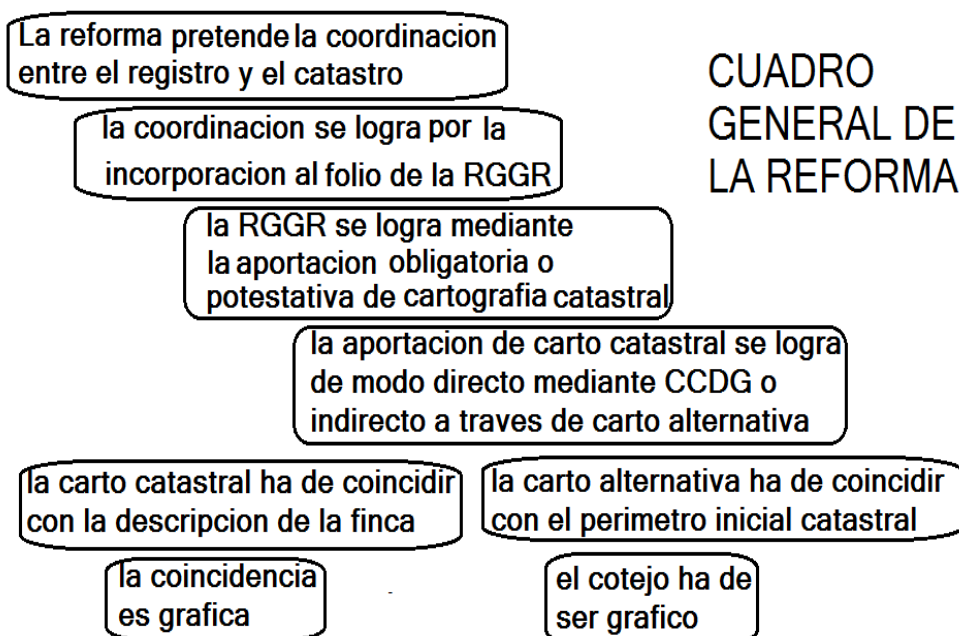 La reforma pretende la coordinacion
entre el registro y el catastro
CUADRO
GENERAL DE
LA REFORMA
la coordinacion se logra por la
incorporacion al folio de la RGGR
la RGGR se logra mediante
la aportacion obligatoria o
potestativa de cartografia catastral
la aportacion de carto catastral se logra
de modo directo mediante CCDG o
indirecto a traves de carto alternativa
la carto catastral ha de coincidir
con la descripcion de la finca
la carto alternativa ha de coincidir
con el perimetro inicial catastral
la coincidencia
es grafica
el cotejo ha de
ser grafico